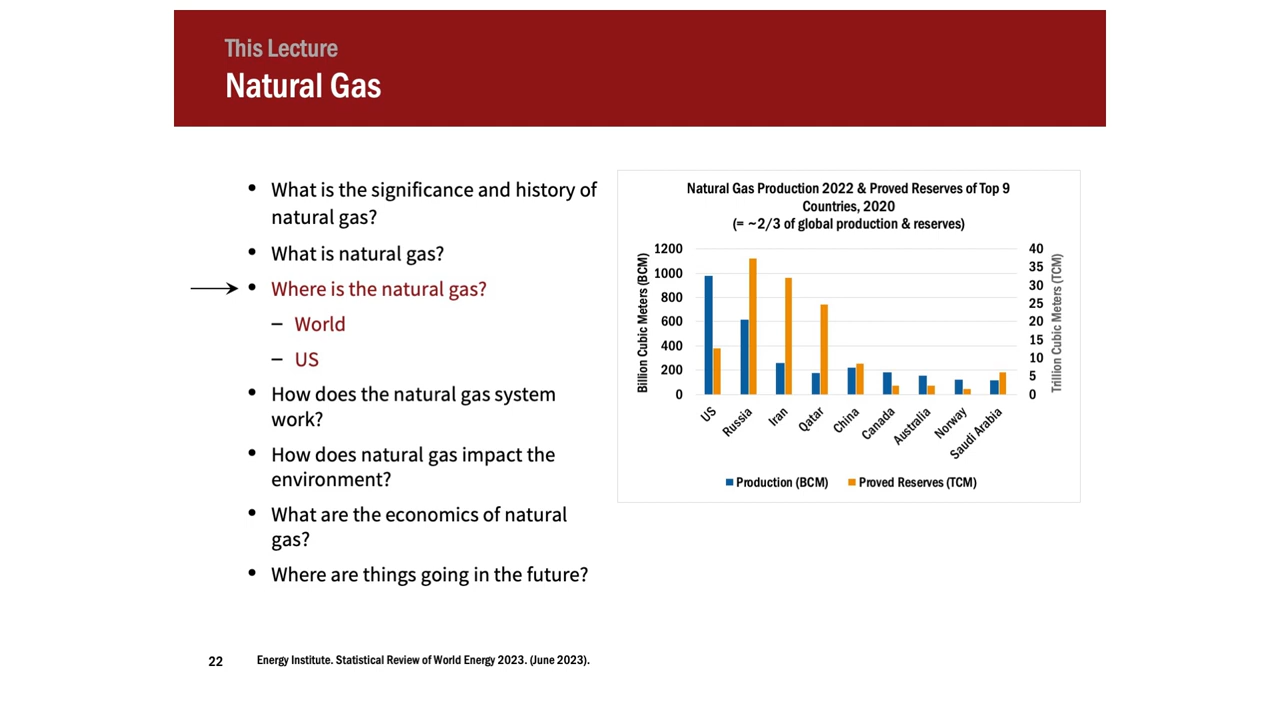 This Lecture
Natural Gas
• What is the significance and history of
natural gas?
• What is natural gas?
• Where is the natural gas?
– World
– US
• How does the natural gas system
work?
• How does natural gas impact the
environment?
• What are the economics of natural
gas?
• Where are things going in the future?
Natural Gas Production 2022 & Proved Reserves of Top 9
Countries, 2020
(= ~2/3 of global production & reserves)
Billion Cubic Meters (BCM)
1200
1000
800
600
400
200
0
40
35
30
25
20
15
10
5
0
Trillion Cubic Meters (TCM)
US
Russia
Iran
Qatar
China
Canada
Australia
Norway
Saudi Arabia
Production (BCM)
Proved Reserves (TCM)
22
Energy Institute. Statistical Review of World Energy 2023. (June 2023).